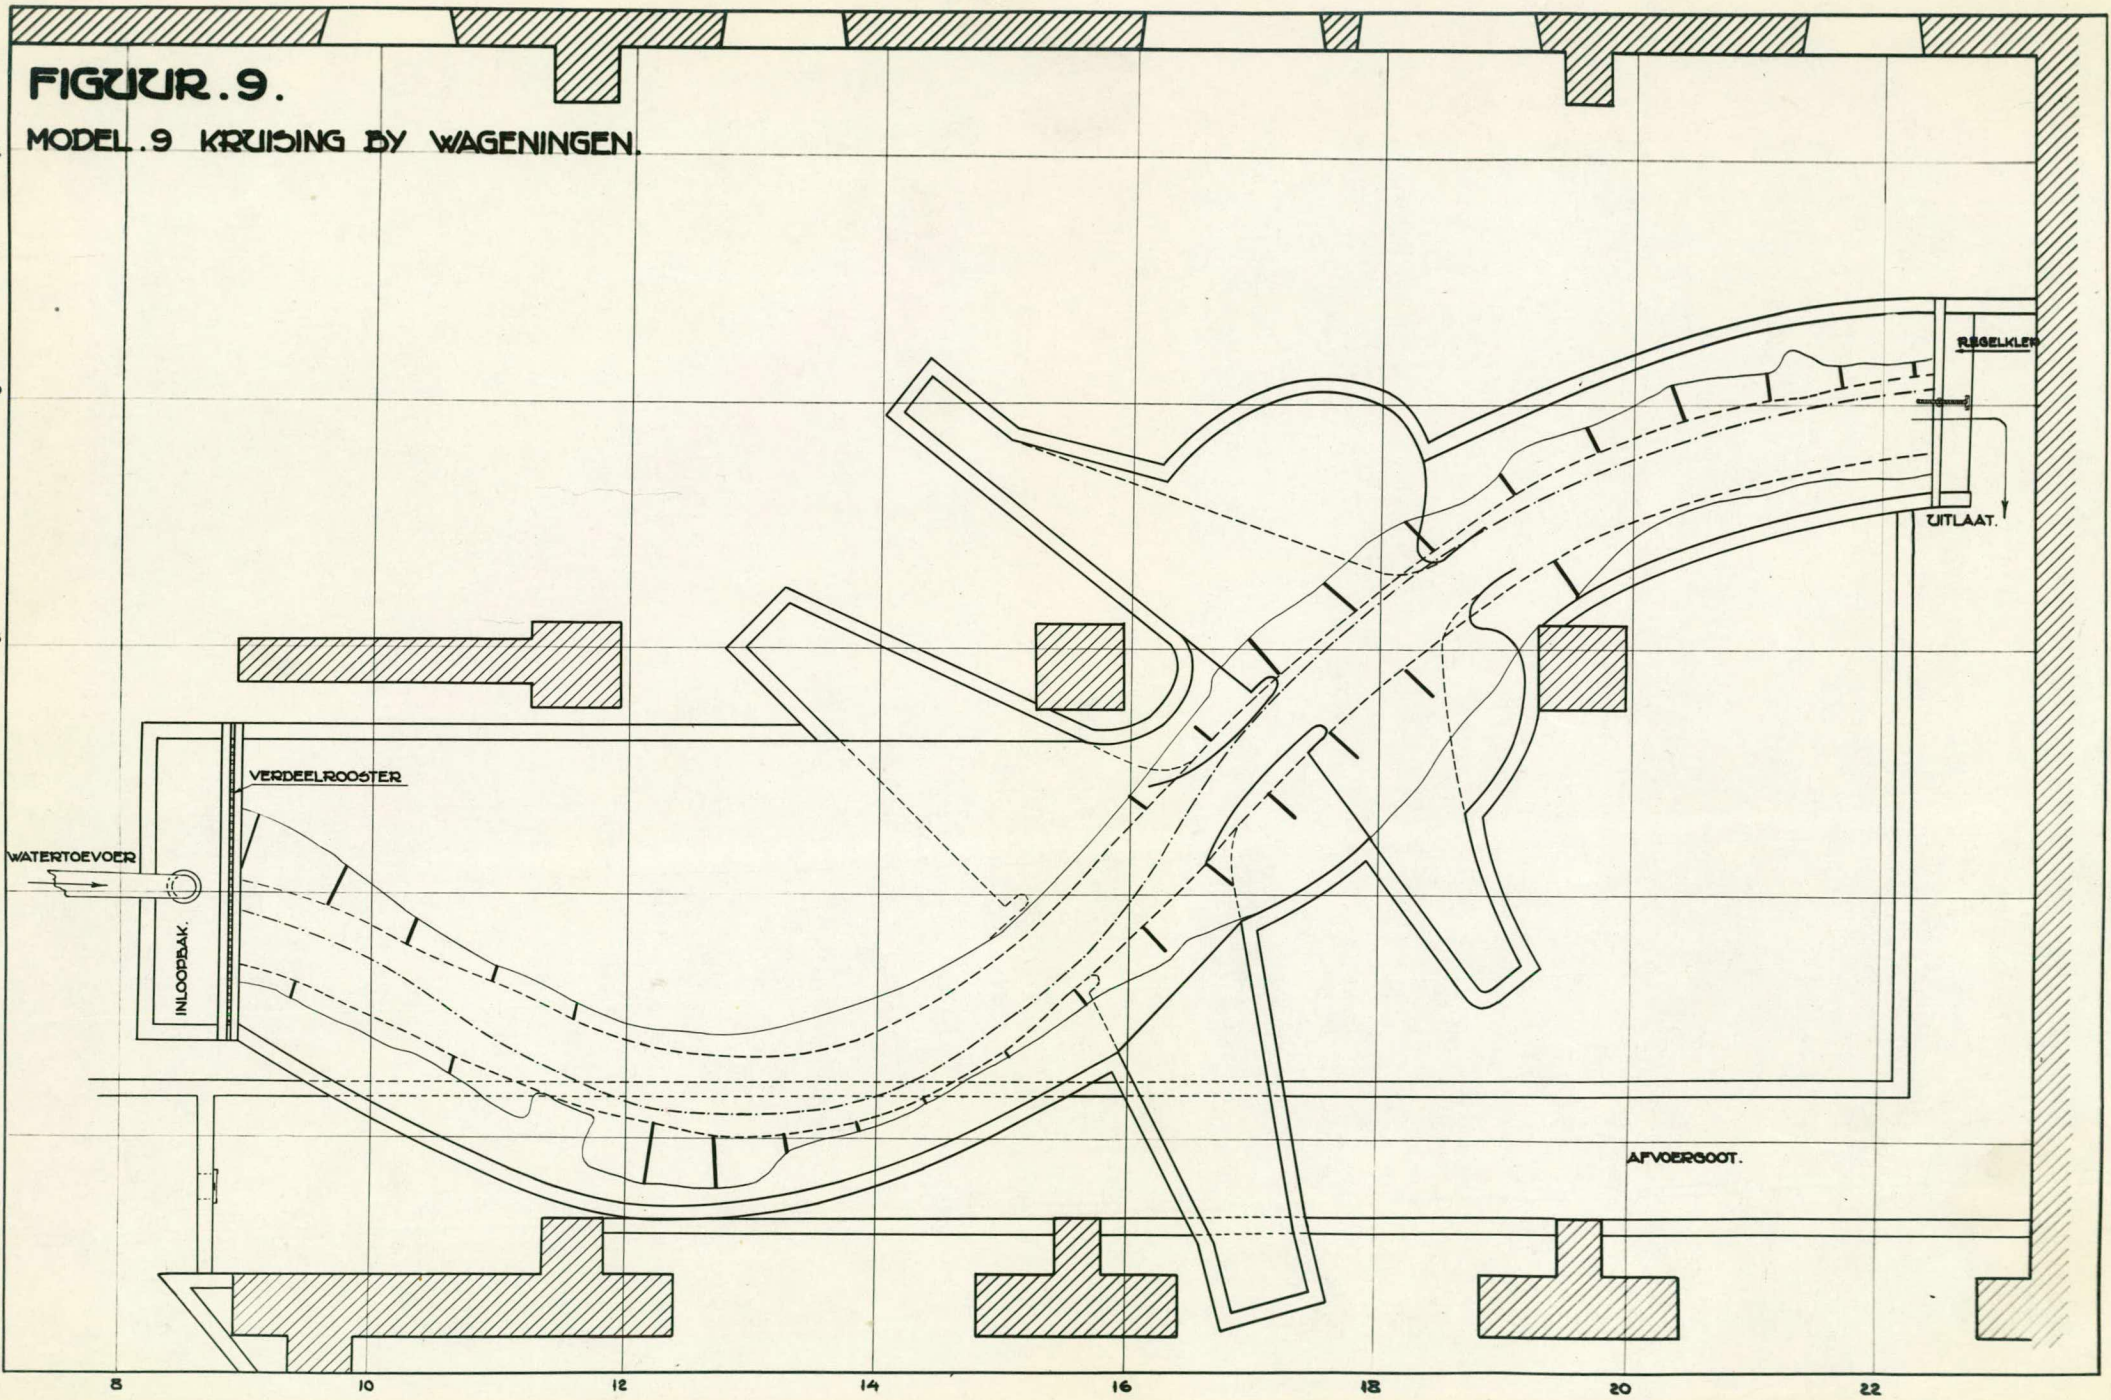 FIGUUR.9.
MODEL.9 KRUISING BY WAGENINGEN.
REGELKLEP
UITLAAT.
VERDEELROOSTER
WATERTOEVOER
INLOOPBAK.
AFVOERGOOT.
8 10 12 14 16 18 20 22